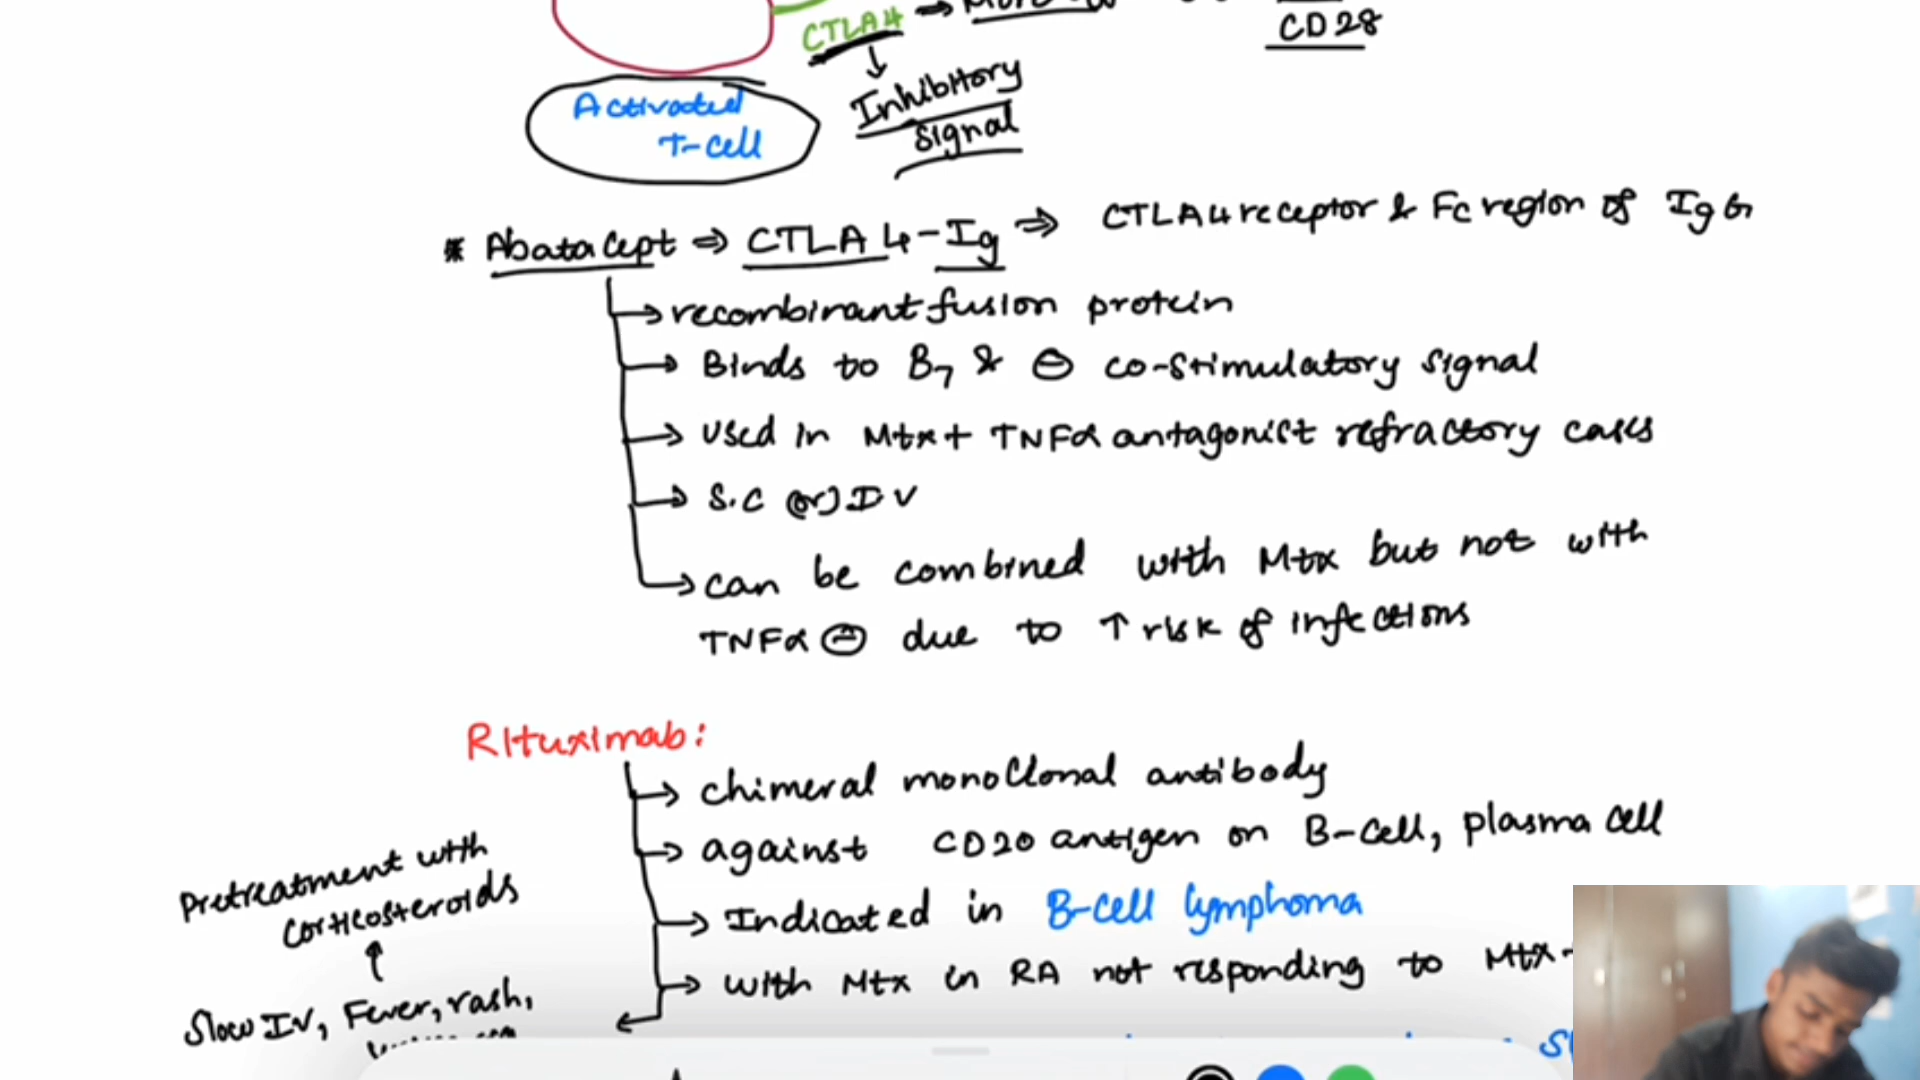 CTLA4 →
CD28
Inhibitory
signal
Activated
T-cell
* Abatacept ⇒ CTLA4-Ig ⇒ CTLA4 receptor & Fc region of IgG
→ recombinant fusion protein
→ Binds to B7 & ⊖ co-stimulatory signal
→ used in Mtx + TNFα antagonist refractory cases
→ S.C (or) IV
→ can be combined with Mtx but not with
TNFα ⊖ due to ↑ risk of infections
Rituximab:
→ chimeral monoclonal antibody
→ against CD20 antigen on B-cell, plasma cell
→ Indicated in B-cell lymphoma
→ with Mtx in RA not responding to Mtx-
Pretreatment with
corticosteroids
↑
Slow IV, Fever, rash,